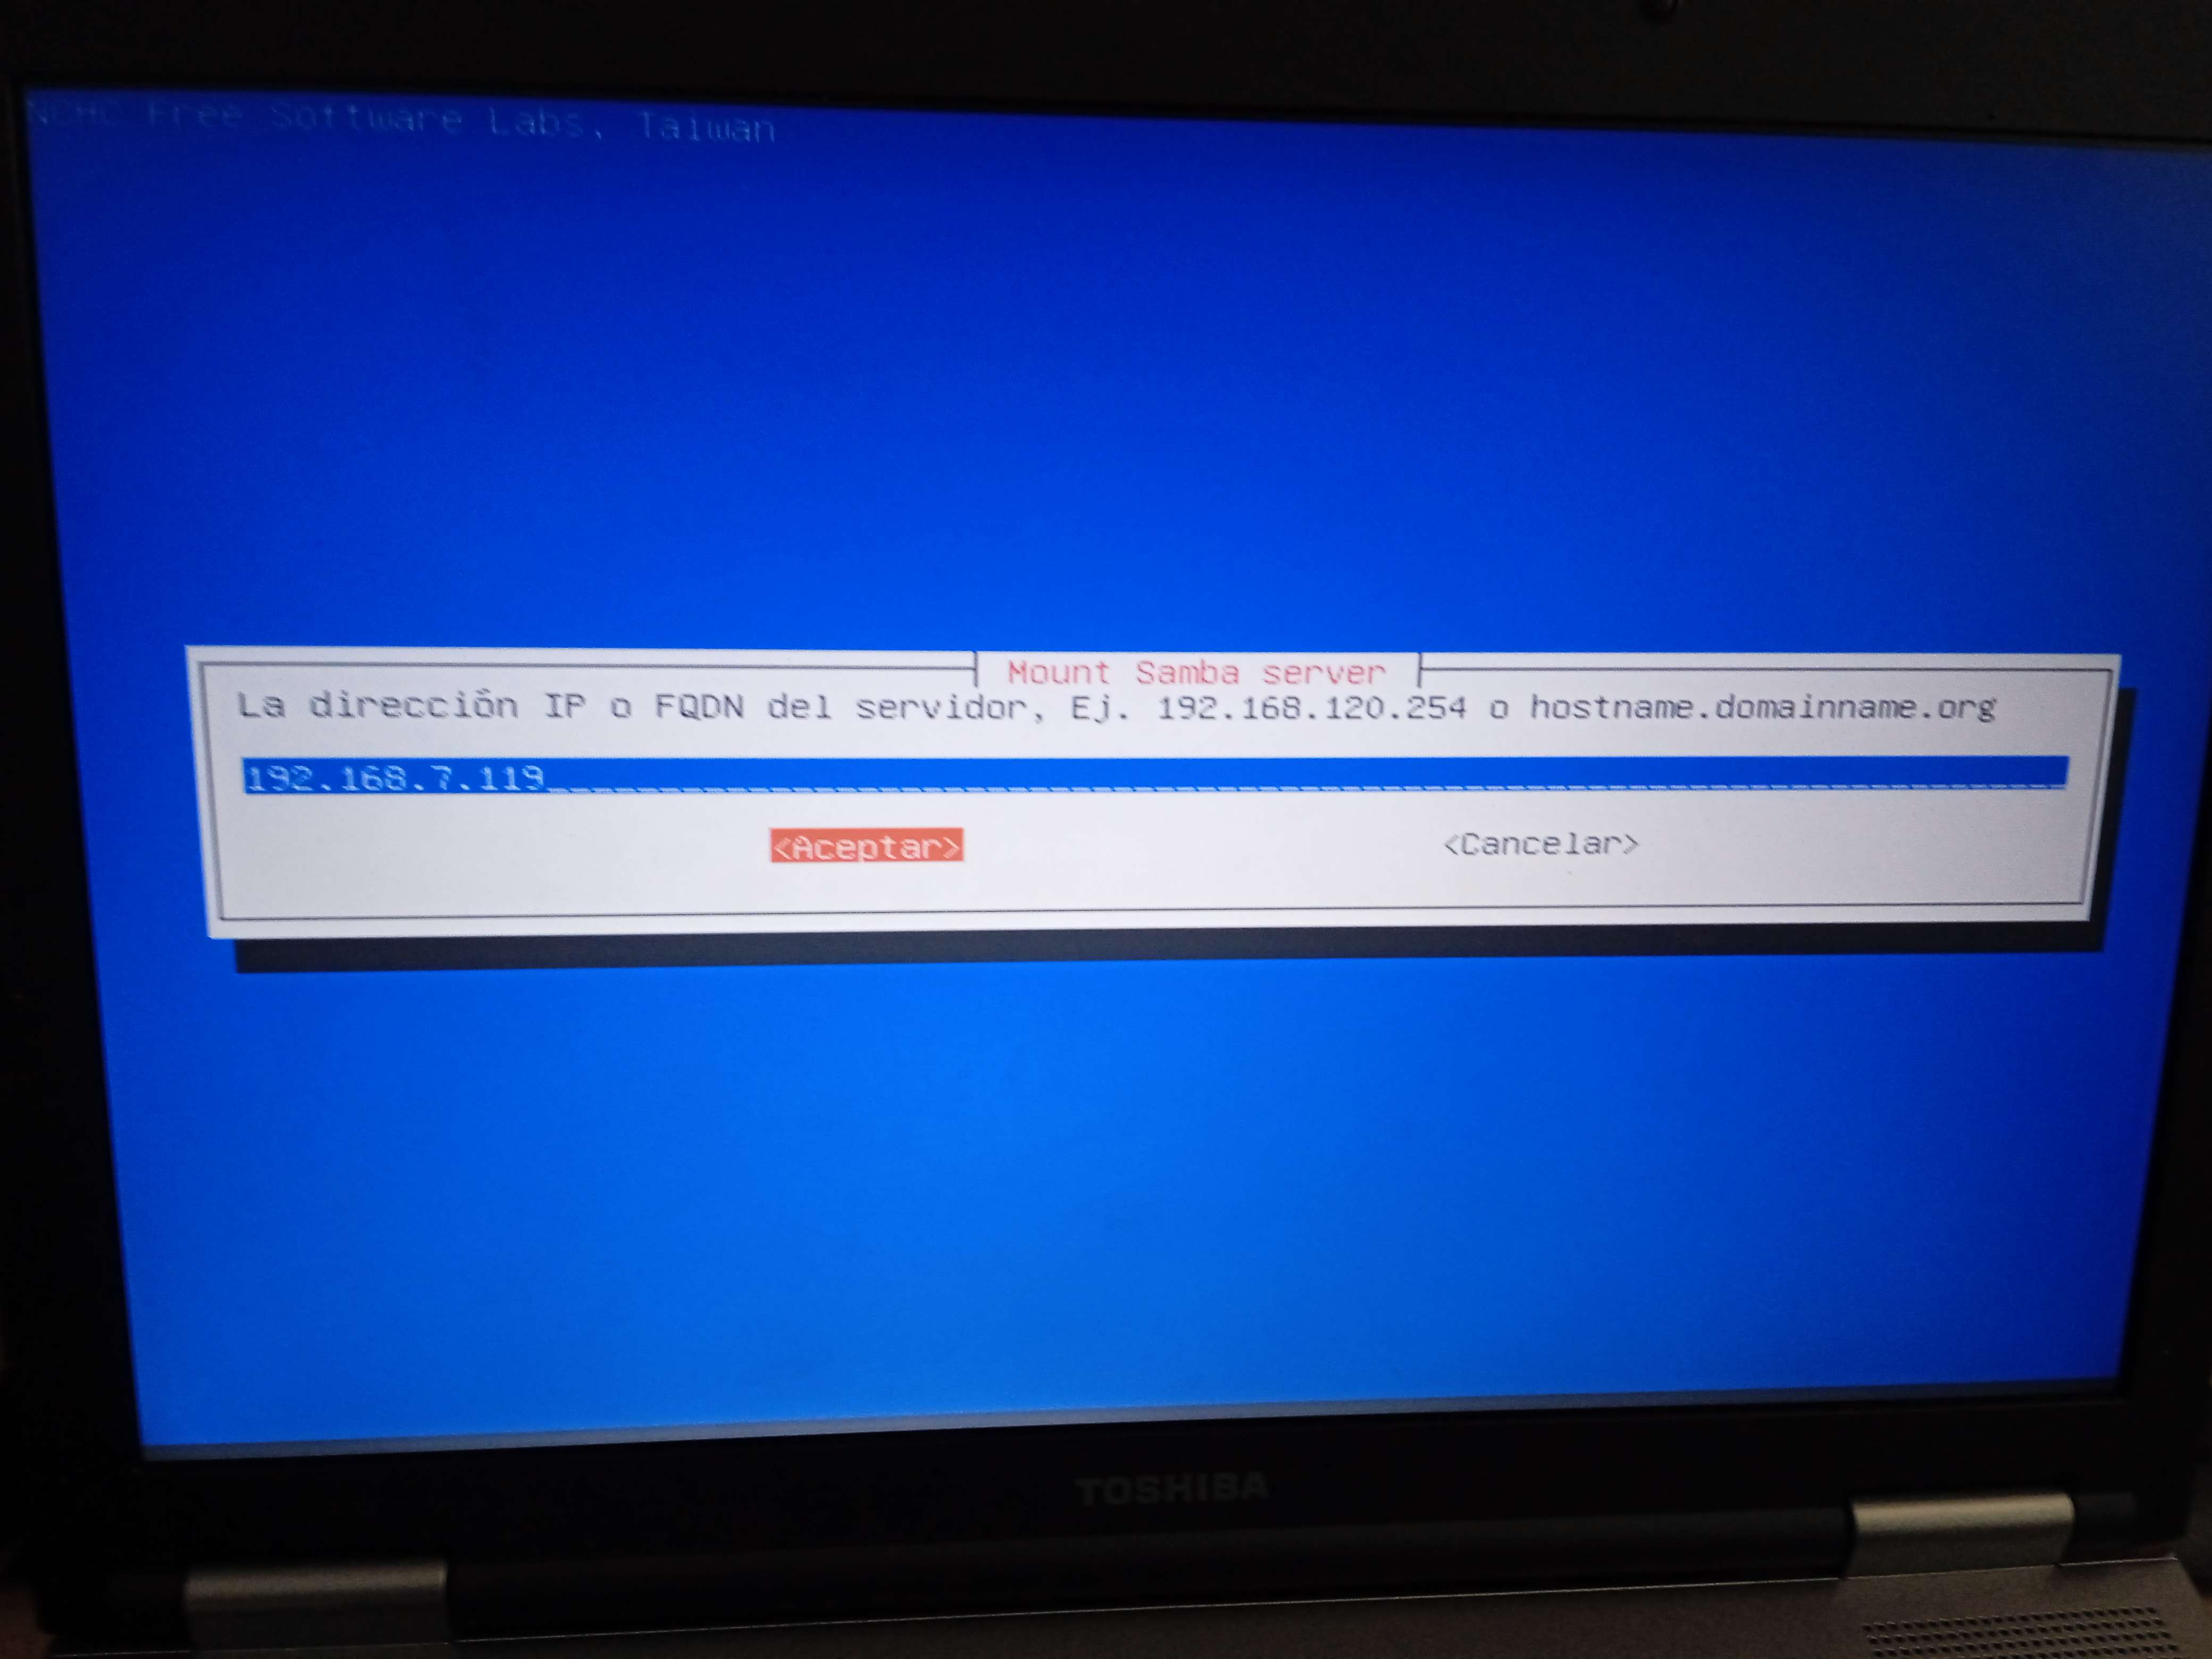 NCHC Free Software Labs, Taiwan
Mount Samba server
La dirección IP o FQDN del servidor, Ej. 192.168.120.254 o hostname.domainname.org
192.168.7.119
<Aceptar> <Cancelar>
TOSHIBA